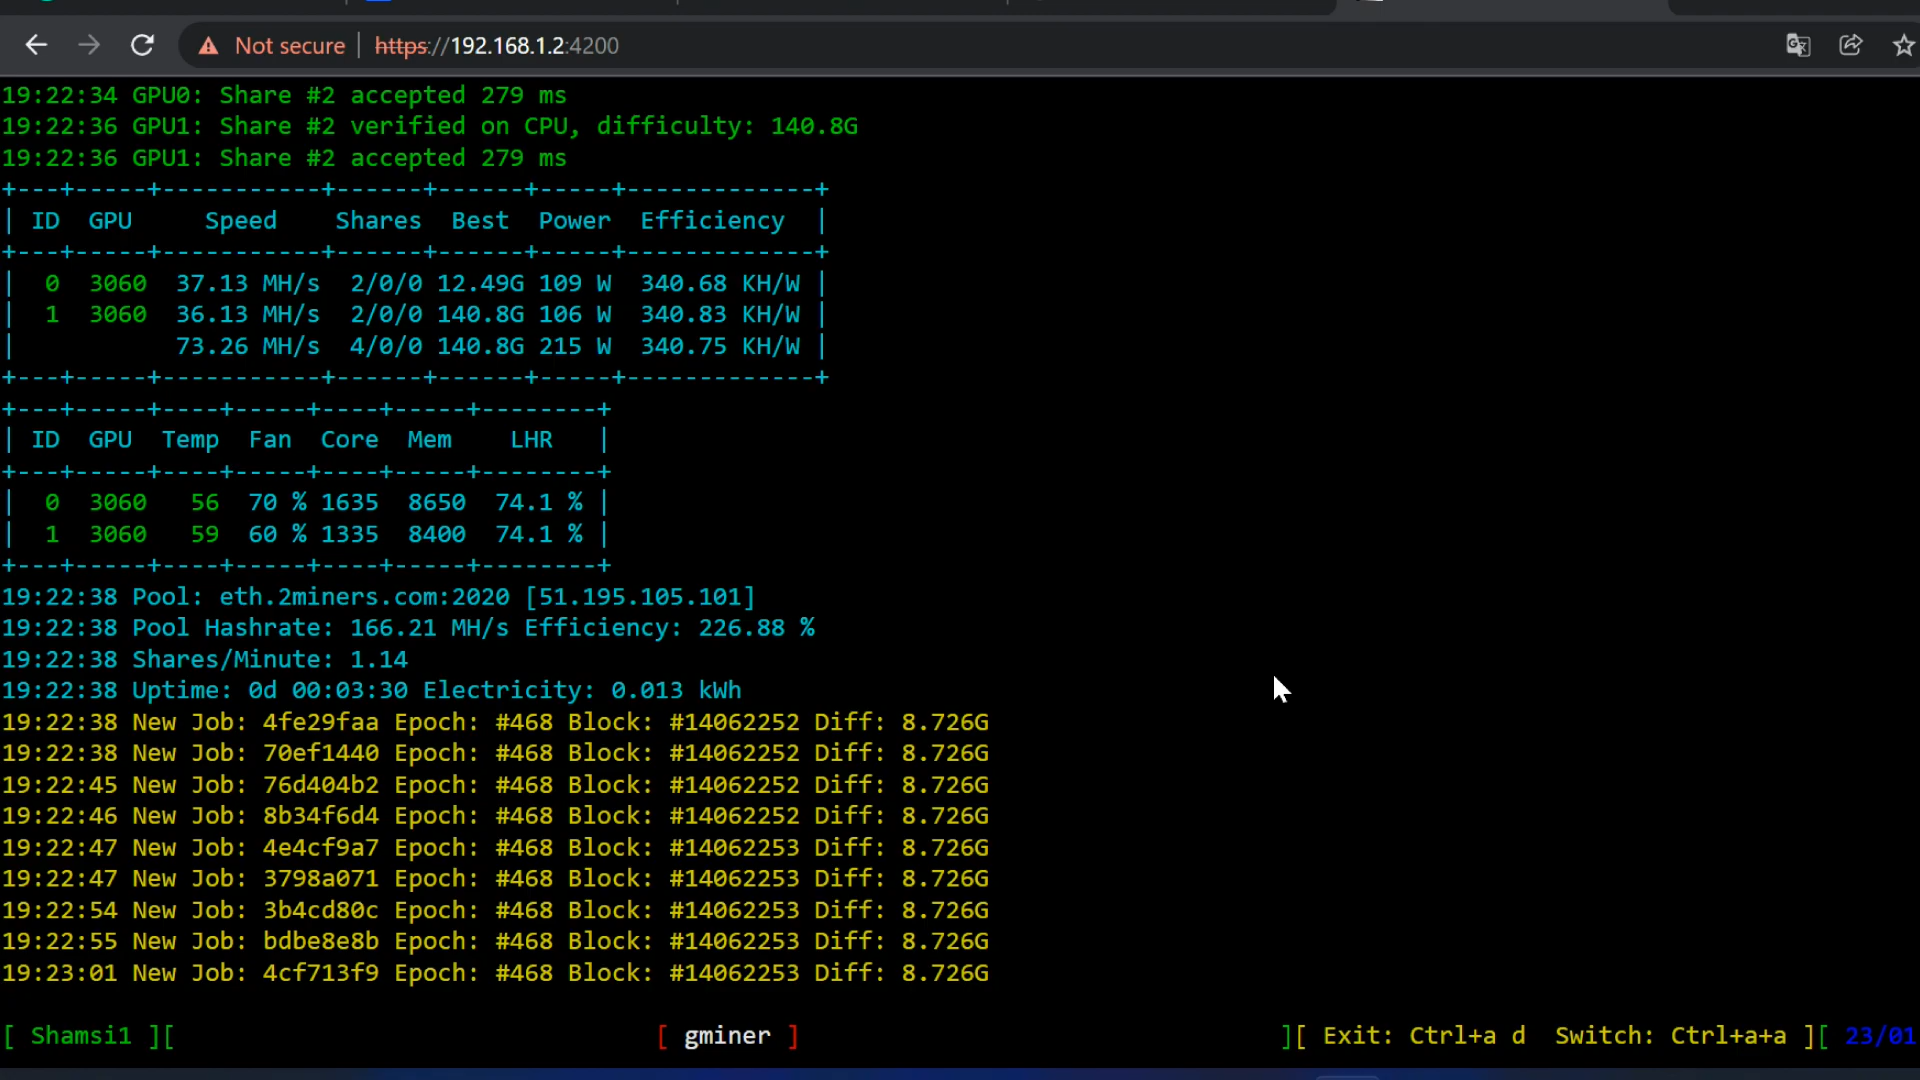 Not secure https://192.168.1.2:4200
19:22:34 GPU0: Share #2 accepted 279 ms
19:22:36 GPU1: Share #2 verified on CPU, difficulty: 140.8G
19:22:36 GPU1: Share #2 accepted 279 ms
+---+-----+-----------+------+------+-----+-------------+
| ID GPU Speed Shares Best Power Efficiency |
+---+-----+-----------+------+------+-----+-------------+
| 0 3060 37.13 MH/s 2/0/0 12.49G 109 W 340.68 KH/W |
| 1 3060 36.13 MH/s 2/0/0 140.8G 106 W 340.83 KH/W |
| 73.26 MH/s 4/0/0 140.8G 215 W 340.75 KH/W |
+---+-----+-----------+------+------+-----+-------------+
+---+-----+----+-----+----+-----+--------+
| ID GPU Temp Fan Core Mem LHR |
+---+-----+----+-----+----+-----+--------+
| 0 3060 56 70 % 1635 8650 74.1 % |
| 1 3060 59 60 % 1335 8400 74.1 % |
+---+-----+----+-----+----+-----+--------+
19:22:38 Pool: eth.2miners.com:2020 [51.195.105.101]
19:22:38 Pool Hashrate: 166.21 MH/s Efficiency: 226.88 %
19:22:38 Shares/Minute: 1.14
19:22:38 Uptime: 0d 00:03:30 Electricity: 0.013 kWh
19:22:38 New Job: 4fe29faa Epoch: #468 Block: #14062252 Diff: 8.726G
19:22:38 New Job: 70ef1440 Epoch: #468 Block: #14062252 Diff: 8.726G
19:22:45 New Job: 76d404b2 Epoch: #468 Block: #14062252 Diff: 8.726G
19:22:46 New Job: 8b34f6d4 Epoch: #468 Block: #14062252 Diff: 8.726G
19:22:47 New Job: 4e4cf9a7 Epoch: #468 Block: #14062253 Diff: 8.726G
19:22:47 New Job: 3798a071 Epoch: #468 Block: #14062253 Diff: 8.726G
19:22:54 New Job: 3b4cd80c Epoch: #468 Block: #14062253 Diff: 8.726G
19:22:55 New Job: bdbe8e8b Epoch: #468 Block: #14062253 Diff: 8.726G
19:23:01 New Job: 4cf713f9 Epoch: #468 Block: #14062253 Diff: 8.726G
[ Shamsi1 ][ [ gminer ] ][ Exit: Ctrl+a d Switch: Ctrl+a+a ][ 23/01